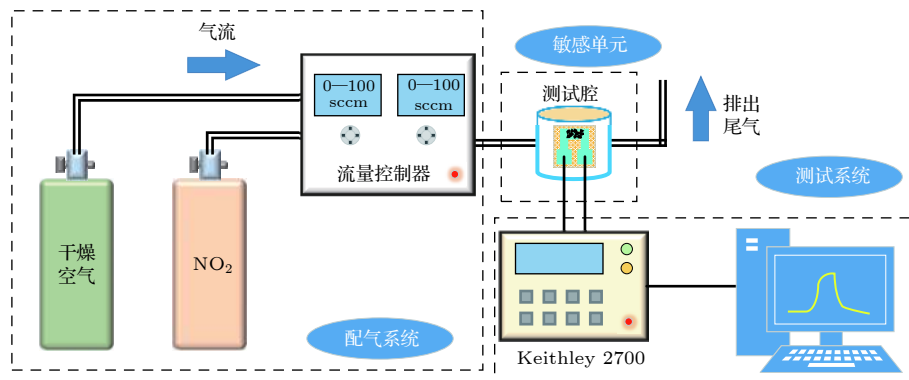 气流
敏感单元
0—100
sccm
0—100
sccm
测试腔
排出
尾气
流量控制器
测试系统
干燥
空气
NO₂
配气系统
Keithley 2700